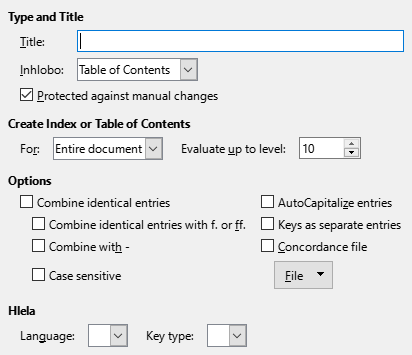 Type and Title
Title:
Inhlobo: Table of Contents
Protected against manual changes
Create Index or Table of Contents
For: Entire document Evaluate up to level: 10
Options
Combine identical entries AutoCapitalize entries
Combine identical entries with f. or ff. Keys as separate entries
Combine with - Concordance file
Case sensitive File
Hlela
Language: Key type: